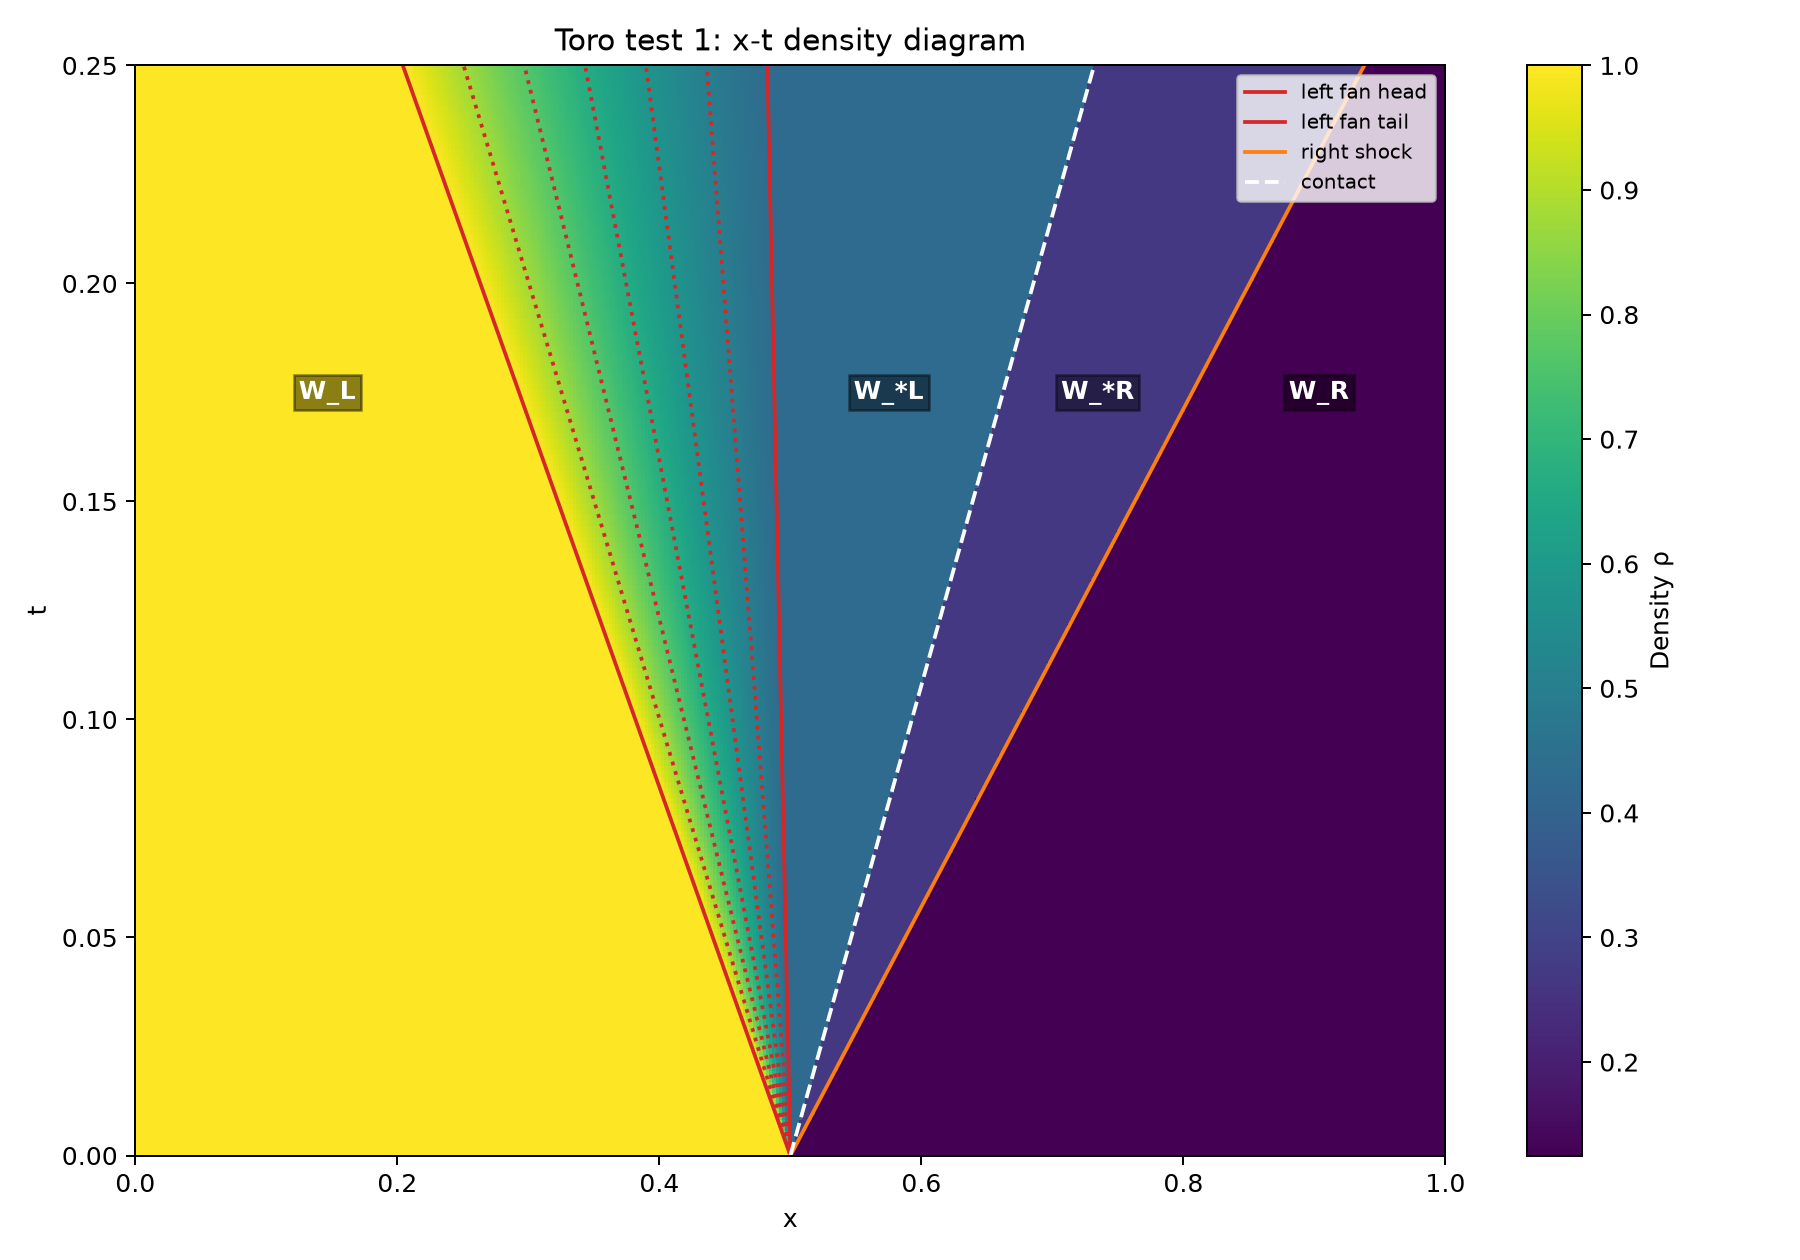 Toro test 1: x-t density diagram
0.25
0.20
0.15
0.10
0.05
0.00
t
0.0
0.2
0.4
0.6
0.8
1.0
x
left fan head
left fan tail
right shock
contact
W_L
W_*L
W_*R
W_R
1.0
0.9
0.8
0.7
0.6
0.5
0.4
0.3
0.2
Density ρ